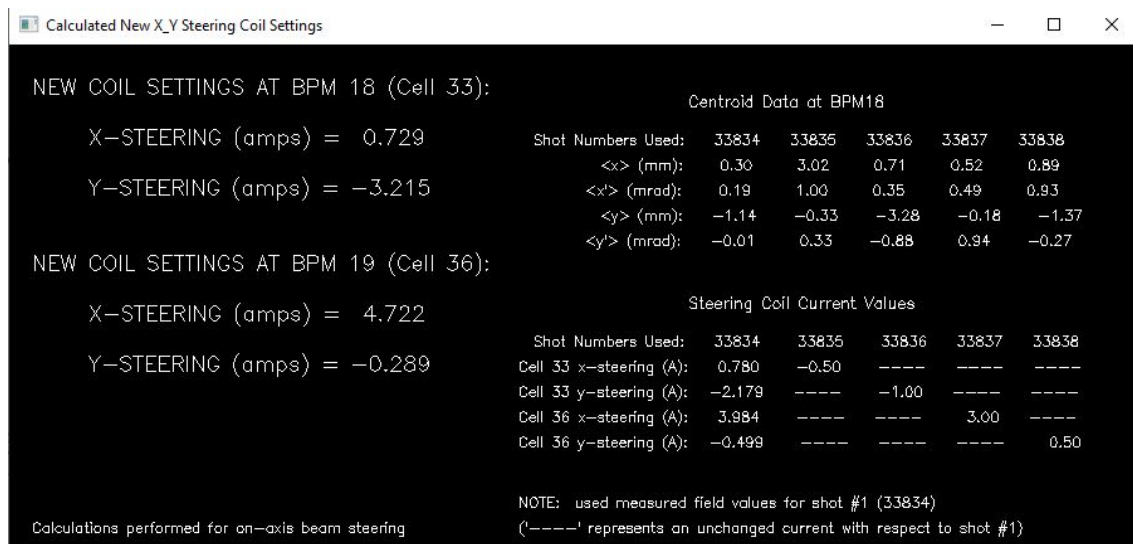 Calculated New X_Y Steering Coil Settings
NEW COIL SETTINGS AT BPM 18 (Cell 33):
X-STEERING (amps) = 0.729
Y-STEERING (amps) = -3.215
NEW COIL SETTINGS AT BPM 19 (Cell 36):
X-STEERING (amps) = 4.722
Y-STEERING (amps) = -0.289
Calculations performed for on-axis beam steering
Centroid Data at BPM18
Shot Numbers Used: 33834 33835 33836 33837 33838
<x> (mm): 0.30 3.02 0.71 0.52 0.89
<x'> (mrad): 0.19 1.00 0.35 0.49 0.93
<y> (mm): -1.14 -0.33 -3.28 -0.18 -1.37
<y'> (mrad): -0.01 0.33 -0.88 0.94 -0.27
Steering Coil Current Values
Shot Numbers Used: 33834 33835 33836 33837 33838
Cell 33 x-steering (A): 0.780 -0.50 ---- ---- ----
Cell 33 y-steering (A): -2.179 ---- -1.00 ---- ----
Cell 36 x-steering (A): 3.984 ---- ---- 3.00 ----
Cell 36 y-steering (A): -0.499 ---- ---- ---- 0.50
NOTE: used measured field values for shot #1 (33834)
('----' represents an unchanged current with respect to shot #1)